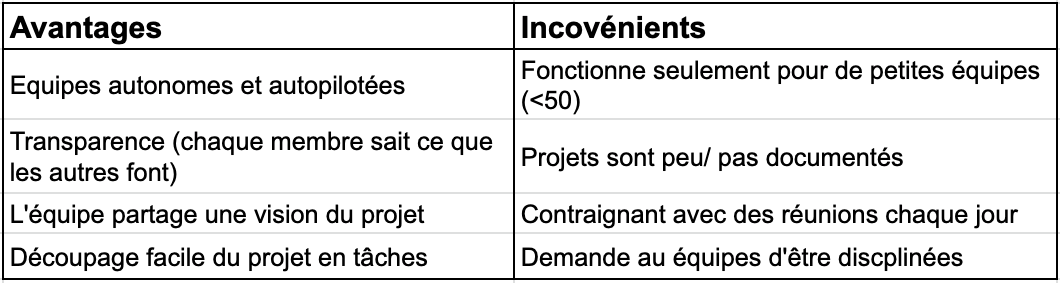 Avantages
Incovénients
Equipes autonomes et autopilotées
Fonctionne seulement pour de petites équipes
(<50)
Transparence (chaque membre sait ce que
les autres font)
Projets sont peu/ pas documentés
L'équipe partage une vision du projet
Contraignant avec des réunions chaque jour
Découpage facile du projet en tâches
Demande au équipes d'être discplinées